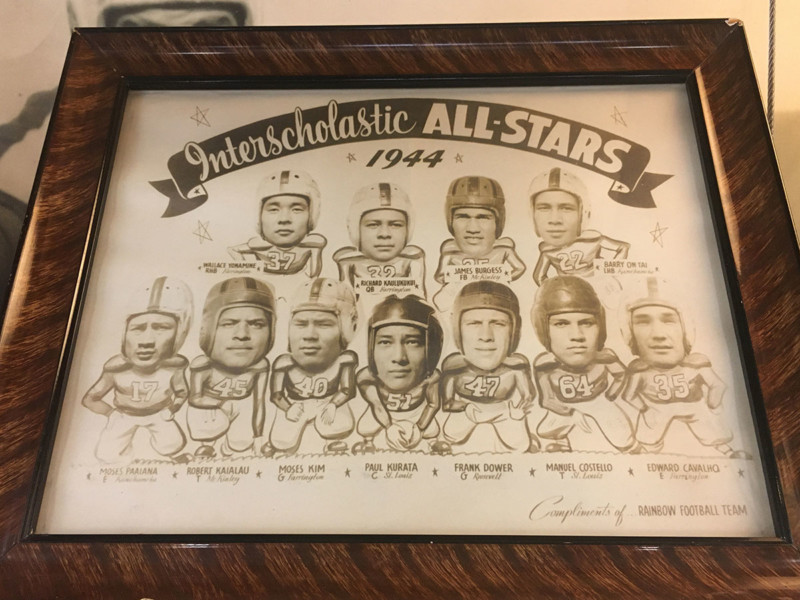 Interscholastic ALL-STARS
1944
37
32
35
22
WALLACE YONAMINE
RHB Farrington
RICHARD KAULUKUKUI
QB Farrington
JAMES BURGESS
FB McKinley
BARRY ON TAI
LHB Kamehameha
17
45
40
51
47
64
35
MOSES PAAIANA
E Kamehameha
ROBERT KAIALAU
T McKinley
MOSES KIM
G Farrington
PAUL KURATA
C St. Louis
FRANK DOWER
G Roosevelt
MANUEL COSTELLO
T St. Louis
EDWARD CAVALHO
E Farrington
Compliments of... RAINBOW FOOTBALL TEAM